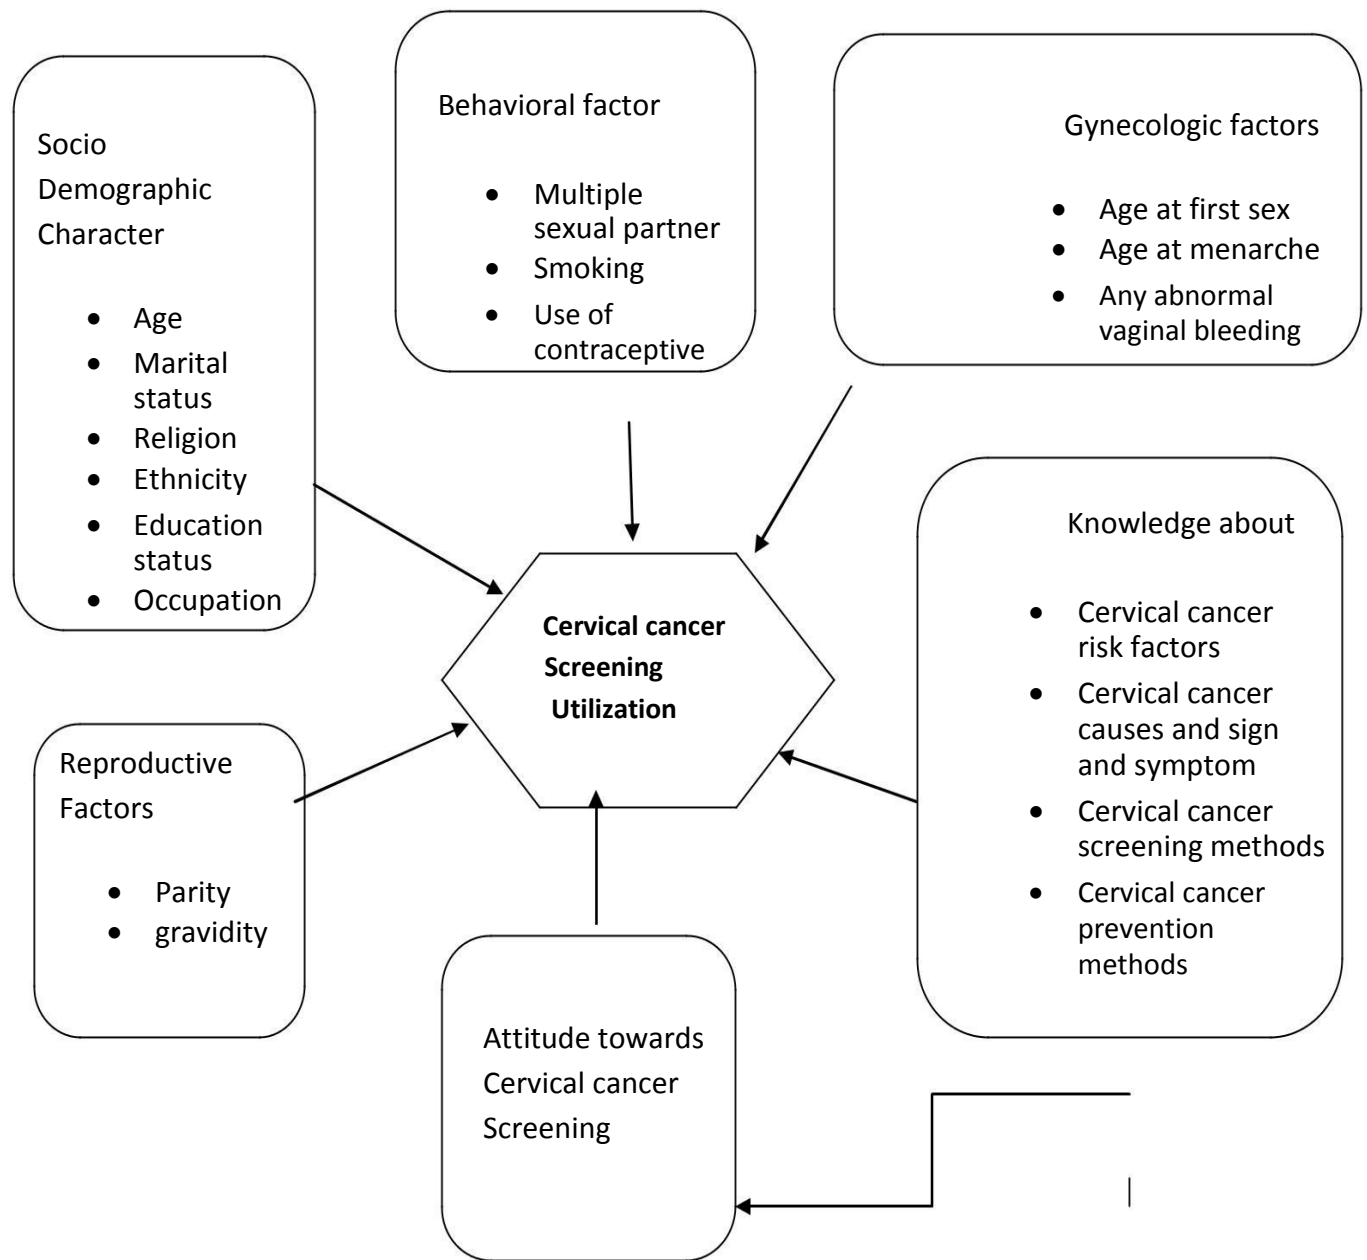 Socio
Demographic
Character
• Age
• Marital
status
• Religion
• Ethnicity
• Education
status
• Occupation
Behavioral factor
• Multiple
sexual partner
• Smoking
• Use of
contraceptive
Gynecologic factors
• Age at first sex
• Age at menarche
• Any abnormal
vaginal bleeding
Cervical cancer
Screening
Utilization
Knowledge about
• Cervical cancer
risk factors
• Cervical cancer
causes and sign
and symptom
• Cervical cancer
screening methods
• Cervical cancer
prevention
methods
Reproductive
Factors
• Parity
• gravidity
Attitude towards
Cervical cancer
Screening